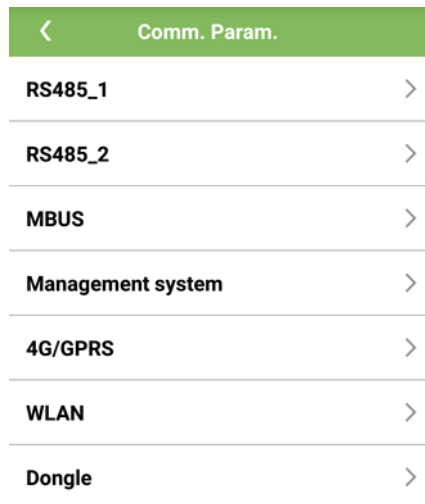 Comm. Param.
RS485_1
RS485_2
MBUS
Management system
4G/GPRS
WLAN
Dongle